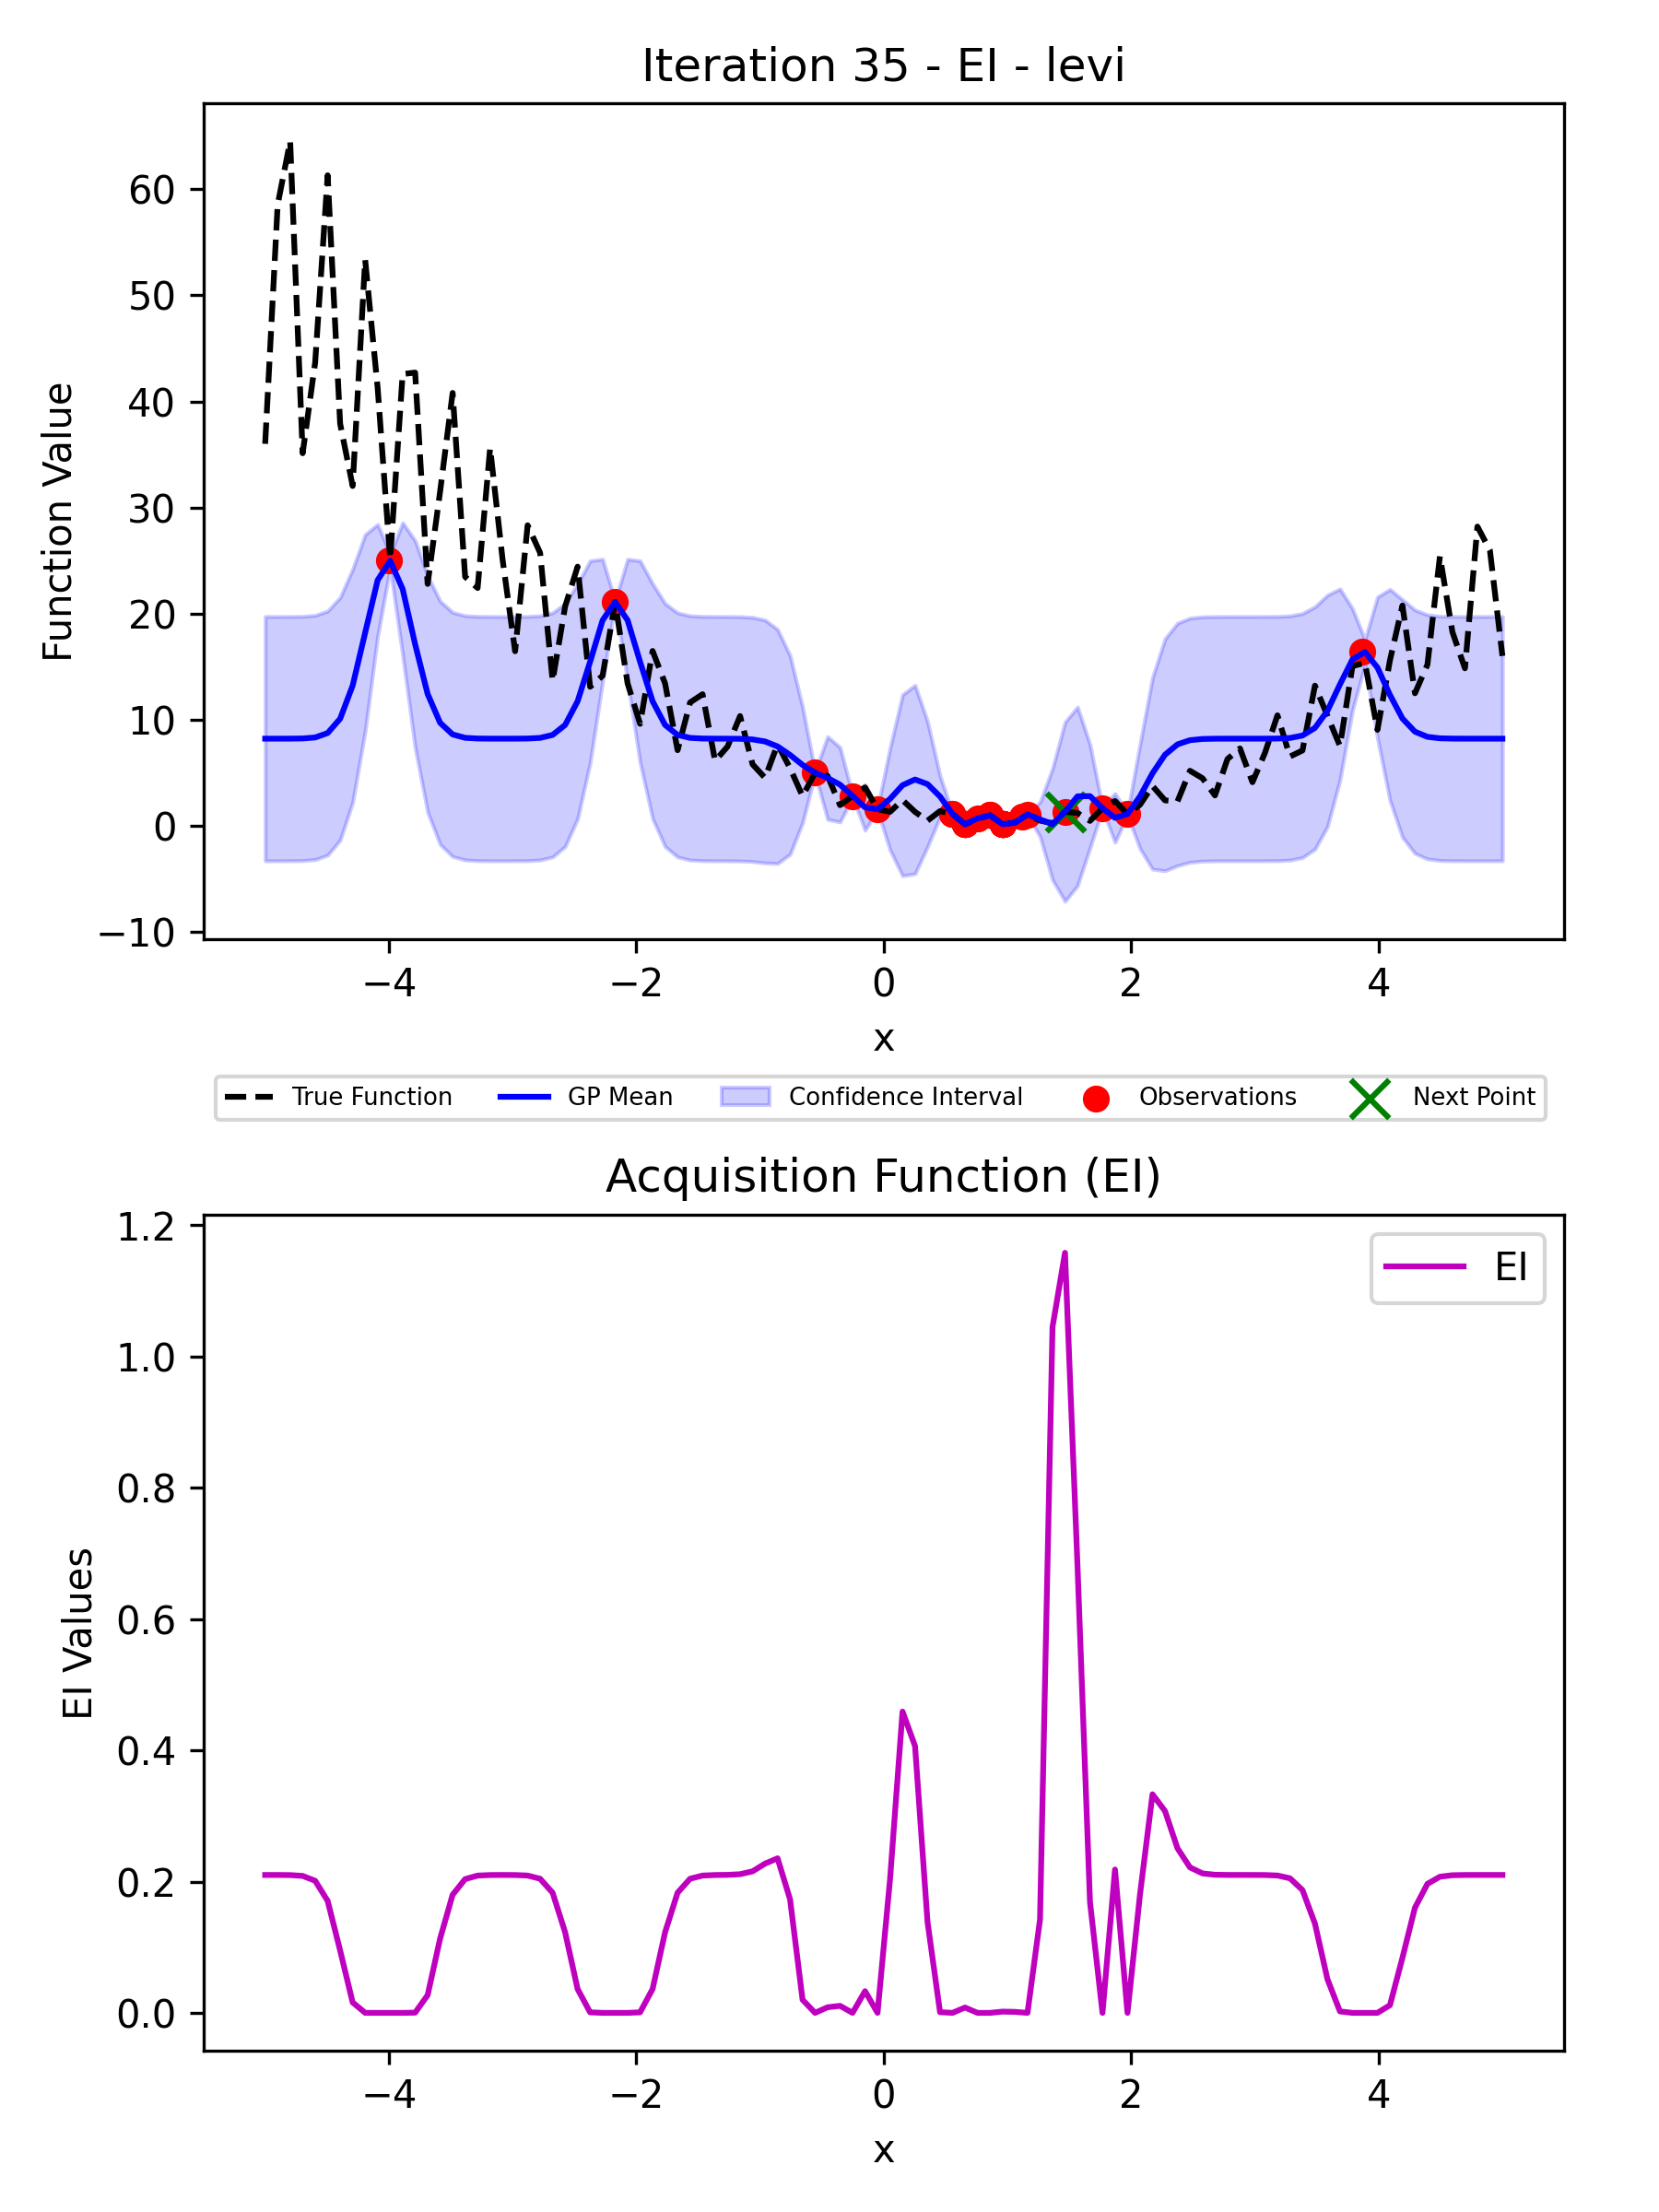 Iteration 35 - EI - levi
60
50
40
30
20
10
0
−10
Function Value
−4 −2 0 2 4
x
True Function GP Mean Confidence Interval Observations Next Point
Acquisition Function (EI)
1.2
1.0
0.8
0.6
0.4
0.2
0.0
EI Values
EI
−4 −2 0 2 4
x